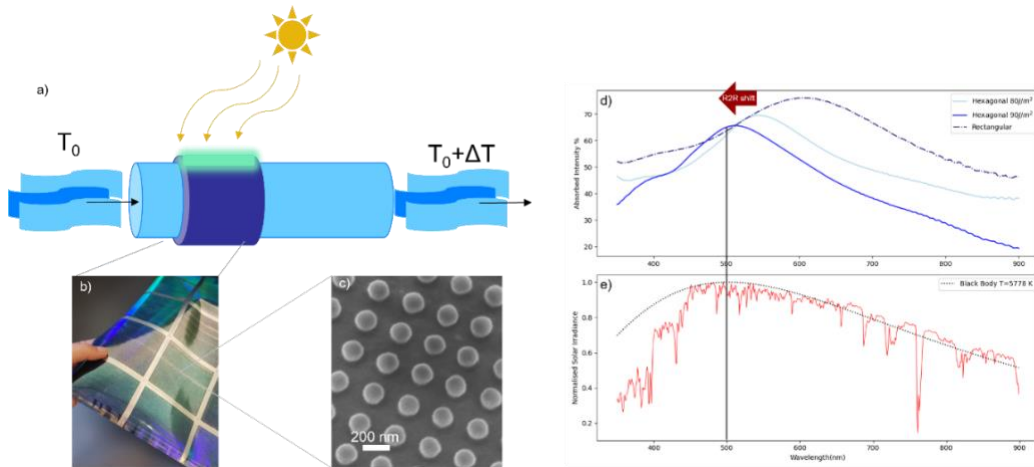 a)
T₀
T₀+ΔT
b)
c)
200 nm
d)
R2R shift
Hexagonal 80J/m²
Hexagonal 90J/m²
Rectangular
Absorbed Intensity %
70
60
50
40
30
20
400
500
600
700
800
900
e)
Black Body T=5778 K
Normalised Solar Irradiance
1.0
0.8
0.6
0.4
0.2
400
500
600
700
800
900
Wavelength(nm)